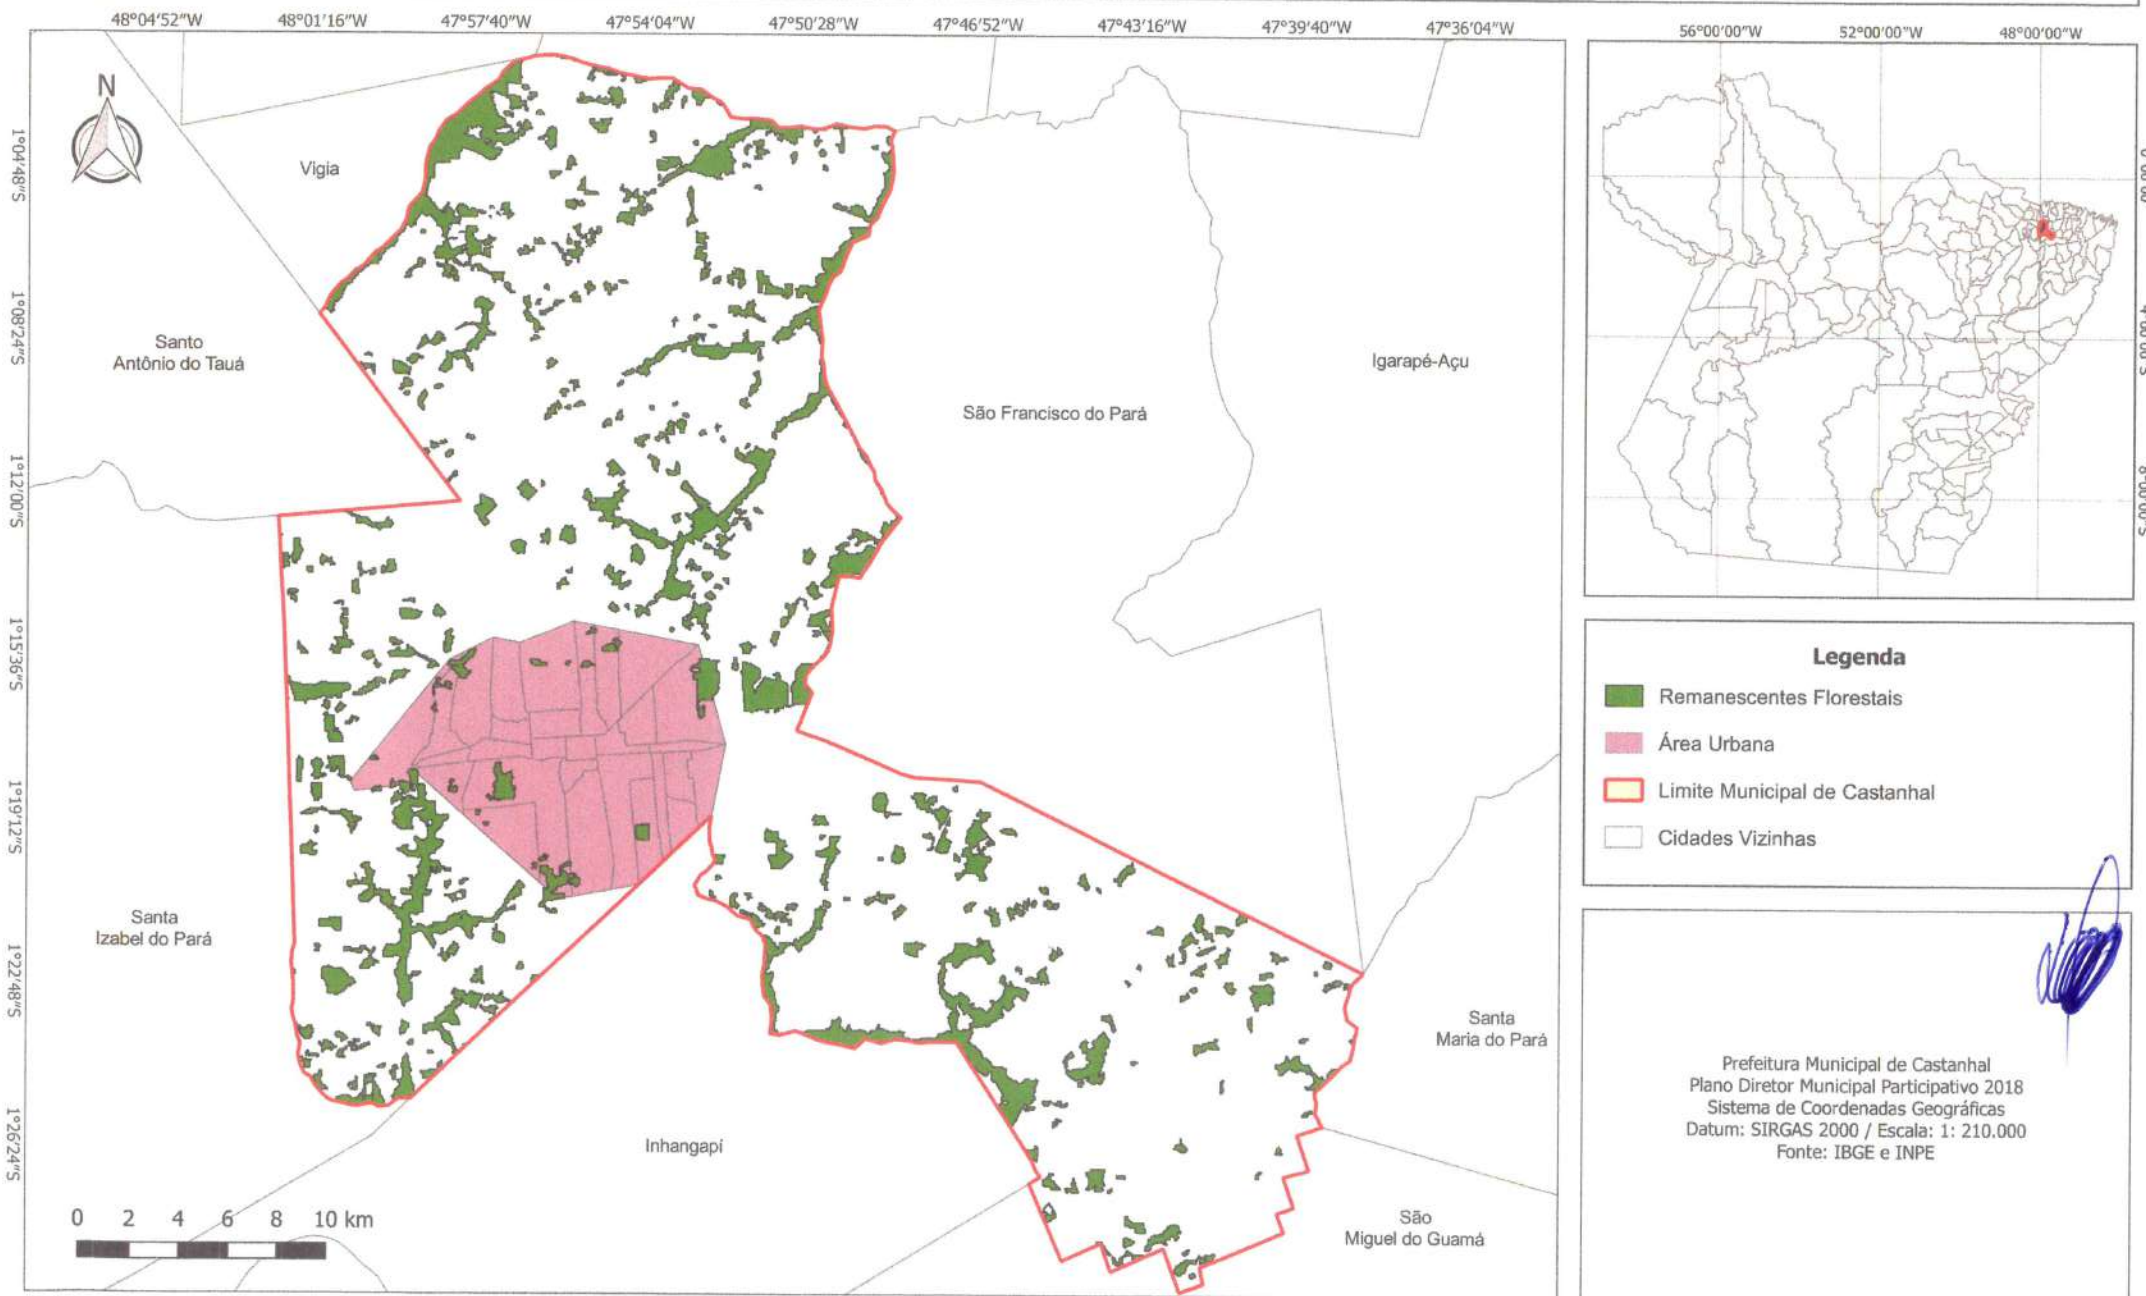 48°04'52"W 48°01'16"W 47°57'40"W 47°54'04"W 47°50'28"W 47°46'52"W 47°43'16"W 47°39'40"W 47°36'04"W
56°00'00"W 52°00'00"W 48°00'00"W
N
1°04'48"S
Vigia
1°08'24"S
Santo
Antônio do Tauá
Igarapé-Açu
São Francisco do Pará
1°12'00"S
1°15'36"S
Legenda
Remanescentes Florestais
Área Urbana
Limite Municipal de Castanhal
Cidades Vizinhas
1°19'12"S
Santa
Izabel do Pará
1°22'48"S
Santa
Maria do Pará
1°26'24"S
Inhangapí
São
Miguel do Guamá
0 2 4 6 8 10 km
Prefeitura Municipal de Castanhal
Plano Diretor Municipal Participativo 2018
Sistema de Coordenadas Geográficas
Datum: SIRGAS 2000 / Escala: 1: 210.000
Fonte: IBGE e INPE